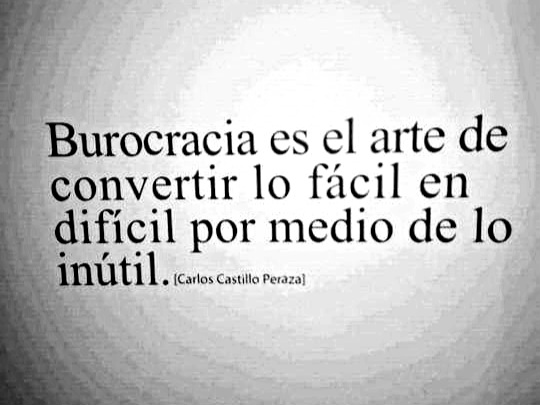 Burocracia es el arte de
convertir lo fácil en
difícil por medio de lo
inútil. [Carlos Castillo Peraza]